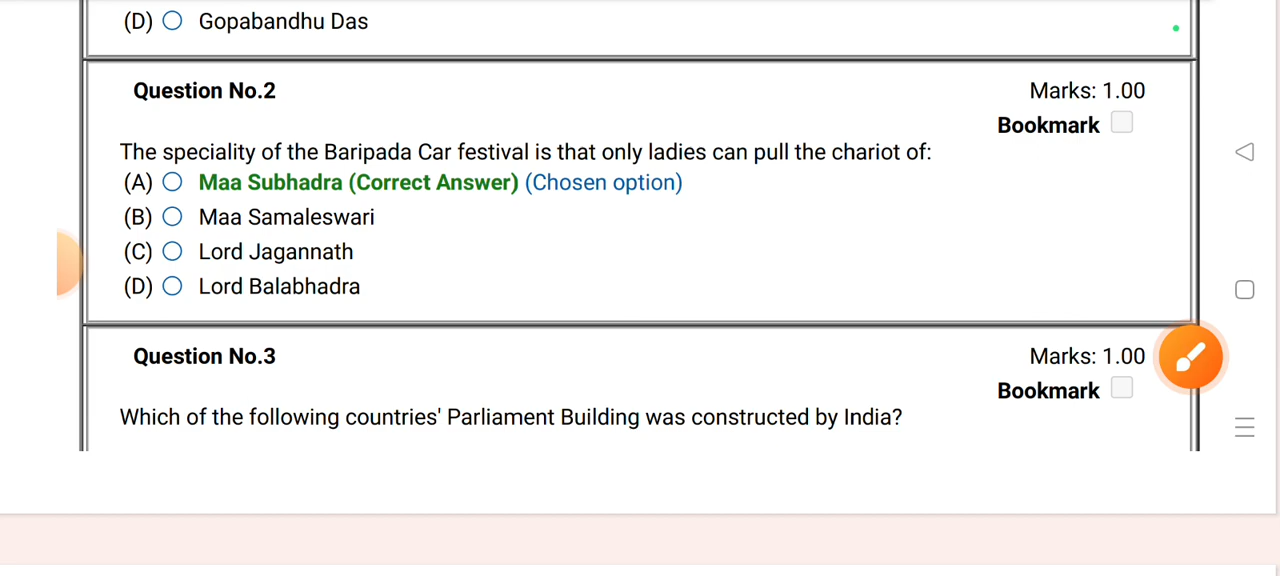 (D) Gopabandhu Das
Question No.2 Marks: 1.00
Bookmark
The speciality of the Baripada Car festival is that only ladies can pull the chariot of:
(A) Maa Subhadra (Correct Answer) (Chosen option)
(B) Maa Samaleswari
(C) Lord Jagannath
(D) Lord Balabhadra
Question No.3 Marks: 1.00
Bookmark
Which of the following countries' Parliament Building was constructed by India?